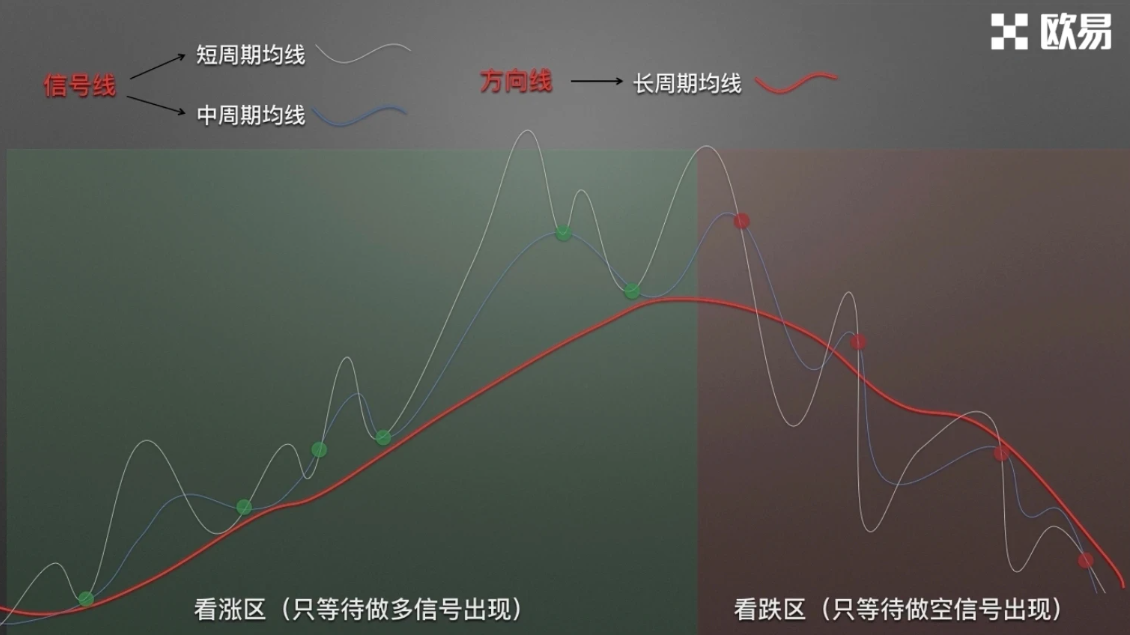 欧易
短周期均线
信号线
中周期均线
方向线
长周期均线
看涨区（只等待做多信号出现）
看跌区（只等待做空信号出现）